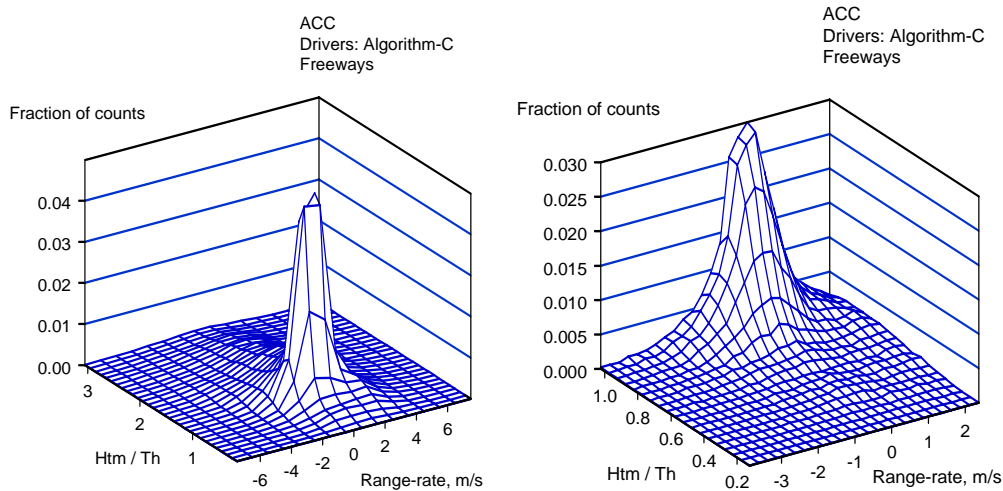 ACC
Drivers: Algorithm-C
Freeways
Fraction of counts
0.04
0.03
0.02
0.01
0.00
3
2
1
Htm / Th
-6
-4
-2
0
2
4
6
Range-rate, m/s
ACC
Drivers: Algorithm-C
Freeways
Fraction of counts
0.030
0.025
0.020
0.015
0.010
0.005
0.000
1.0
0.8
0.6
0.4
0.2
Htm / Th
-3
-2
-1
0
1
2
Range-rate, m/s